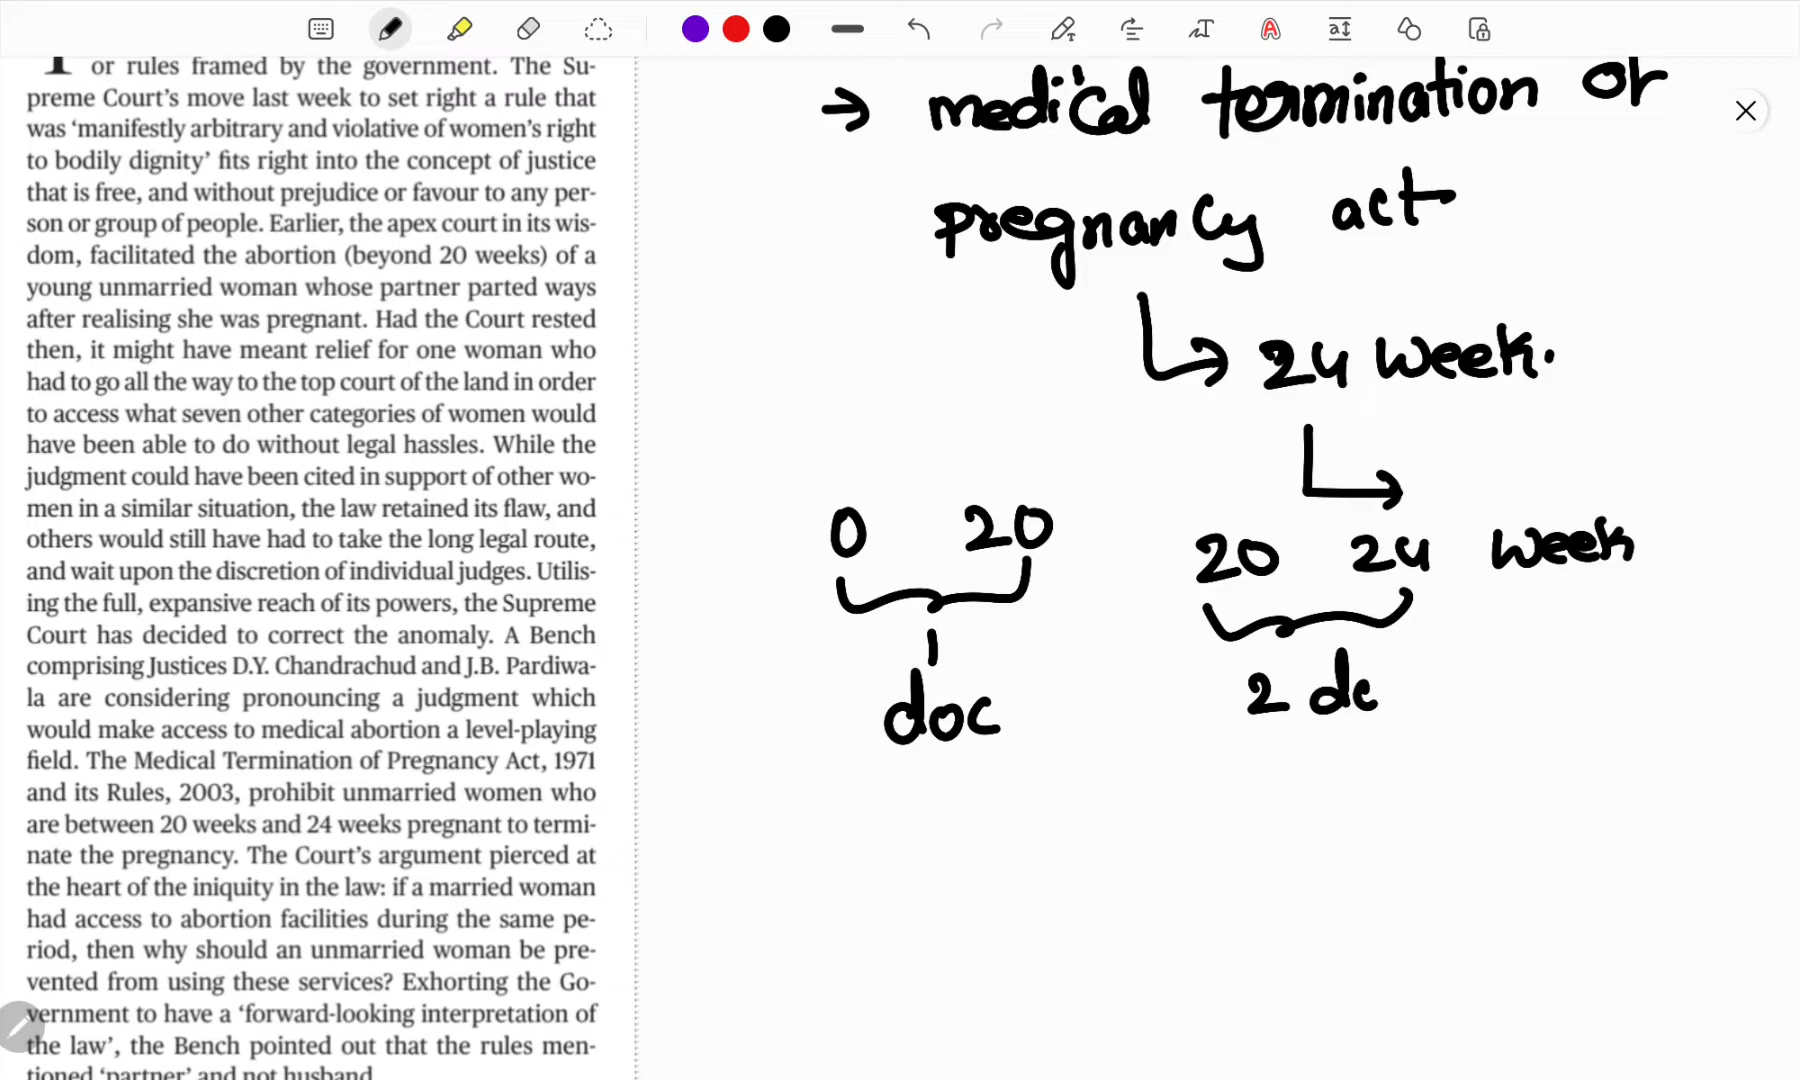 or rules framed by the government. The Su-
preme Court's move last week to set right a rule that
was 'manifestly arbitrary and violative of women's right
to bodily dignity' fits right into the concept of justice
that is free, and without prejudice or favour to any per-
son or group of people. Earlier, the apex court in its wis-
dom, facilitated the abortion (beyond 20 weeks) of a
young unmarried woman whose partner parted ways
after realising she was pregnant. Had the Court rested
then, it might have meant relief for one woman who
had to go all the way to the top court of the land in order
to access what seven other categories of women would
have been able to do without legal hassles. While the
judgment could have been cited in support of other wo-
men in a similar situation, the law retained its flaw, and
others would still have had to take the long legal route,
and wait upon the discretion of individual judges. Utilis-
ing the full, expansive reach of its powers, the Supreme
Court has decided to correct the anomaly. A Bench
comprising Justices D.Y. Chandrachud and J.B. Pardiwa-
la are considering pronouncing a judgment which
would make access to medical abortion a level-playing
field. The Medical Termination of Pregnancy Act, 1971
and its Rules, 2003, prohibit unmarried women who
are between 20 weeks and 24 weeks pregnant to termi-
nate the pregnancy. The Court's argument pierced at
the heart of the iniquity in the law: if a married woman
had access to abortion facilities during the same pe-
riod, then why should an unmarried woman be pre-
vented from using these services? Exhorting the Go-
vernment to have a 'forward-looking interpretation of
the law', the Bench pointed out that the rules men-
tioned 'partner' and not husband
→ medical termination of
pregnancy act
↳ 24 week.
0 20 20 24 week
doc 2 dc